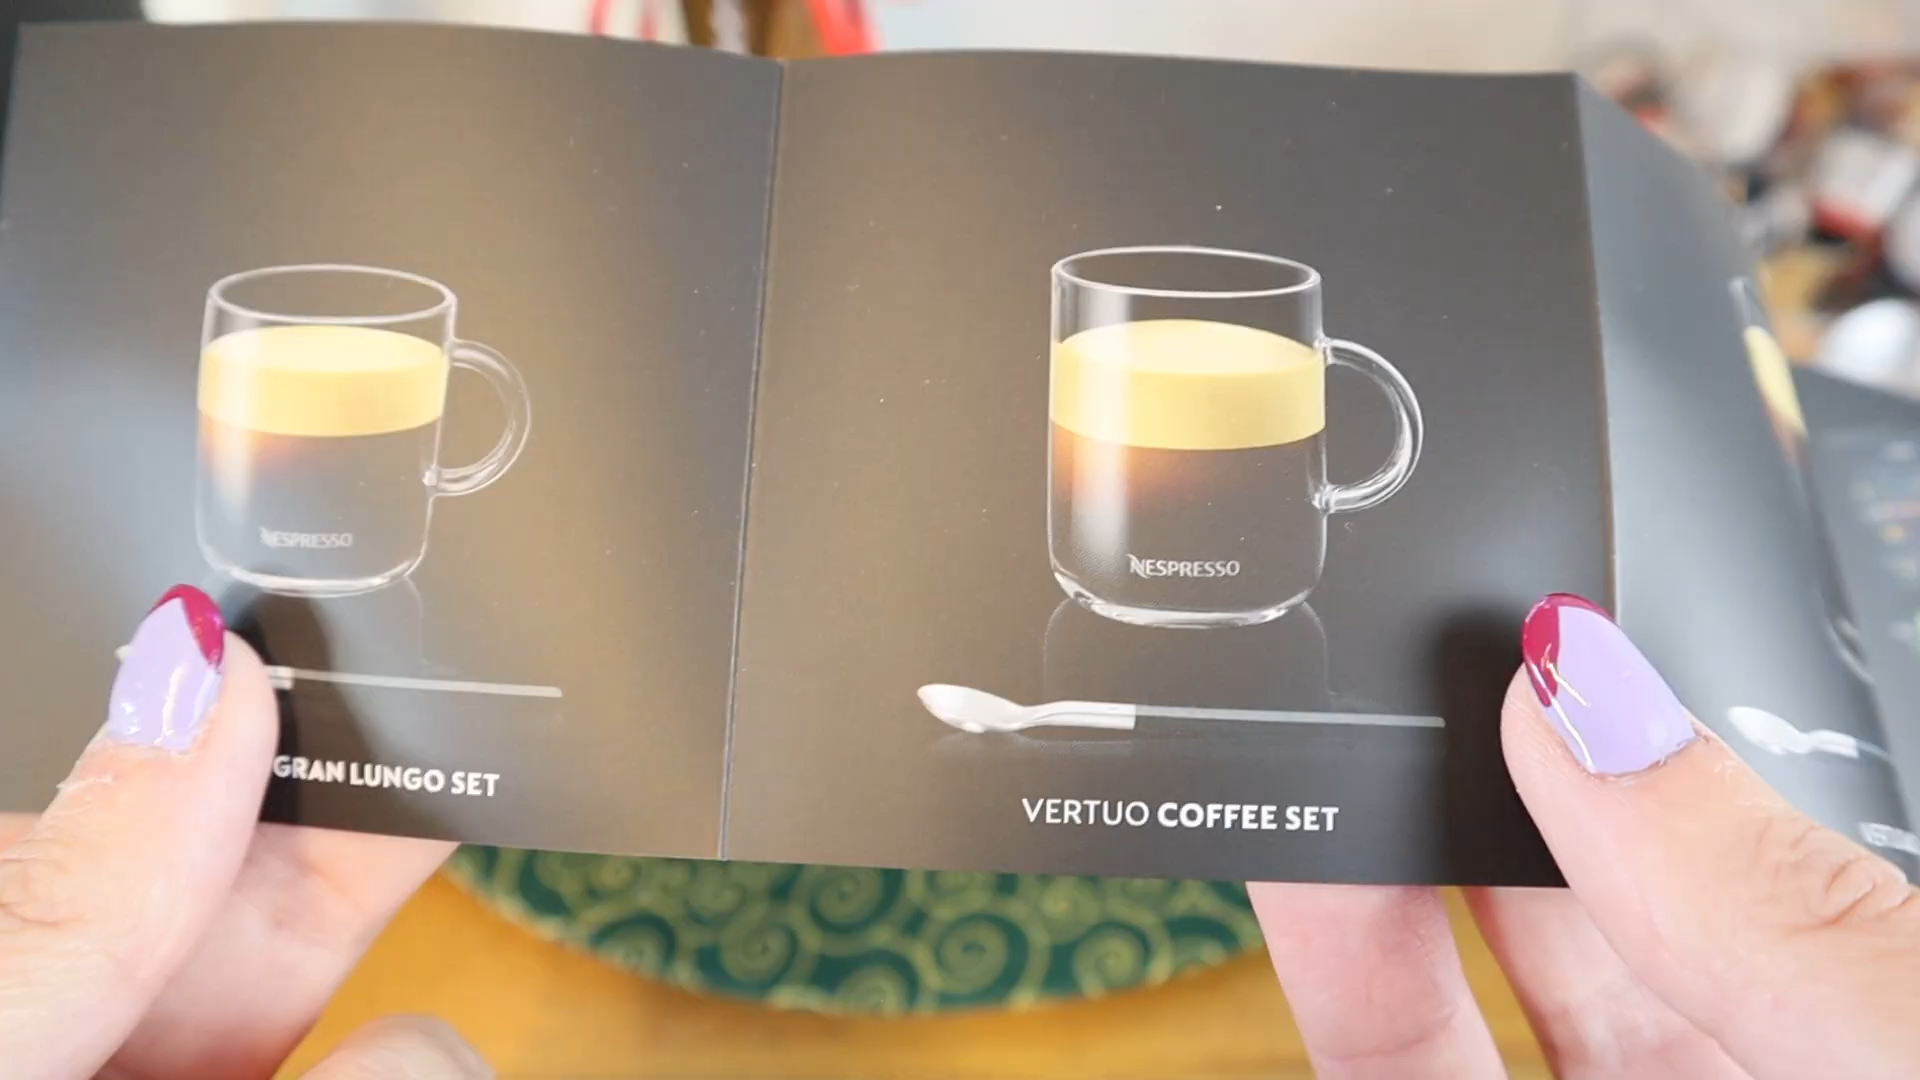 NESPRESSO
GRAN LUNGO SET
NESPRESSO
VERTUO COFFEE SET